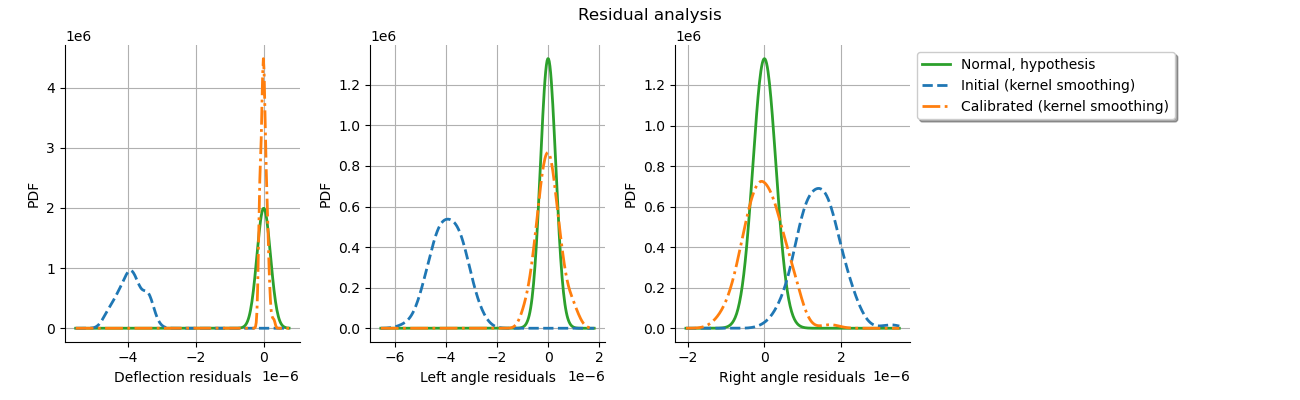 Residual analysis
1e6
PDF
4
3
2
1
0
−4
−2
0
Deflection residuals
1e−6
1e6
PDF
1.2
1.0
0.8
0.6
0.4
0.2
0.0
−6
−4
−2
0
2
Left angle residuals
1e−6
1e6
PDF
1.2
1.0
0.8
0.6
0.4
0.2
0.0
−2
0
2
Right angle residuals
1e−6
Normal, hypothesis
Initial (kernel smoothing)
Calibrated (kernel smoothing)